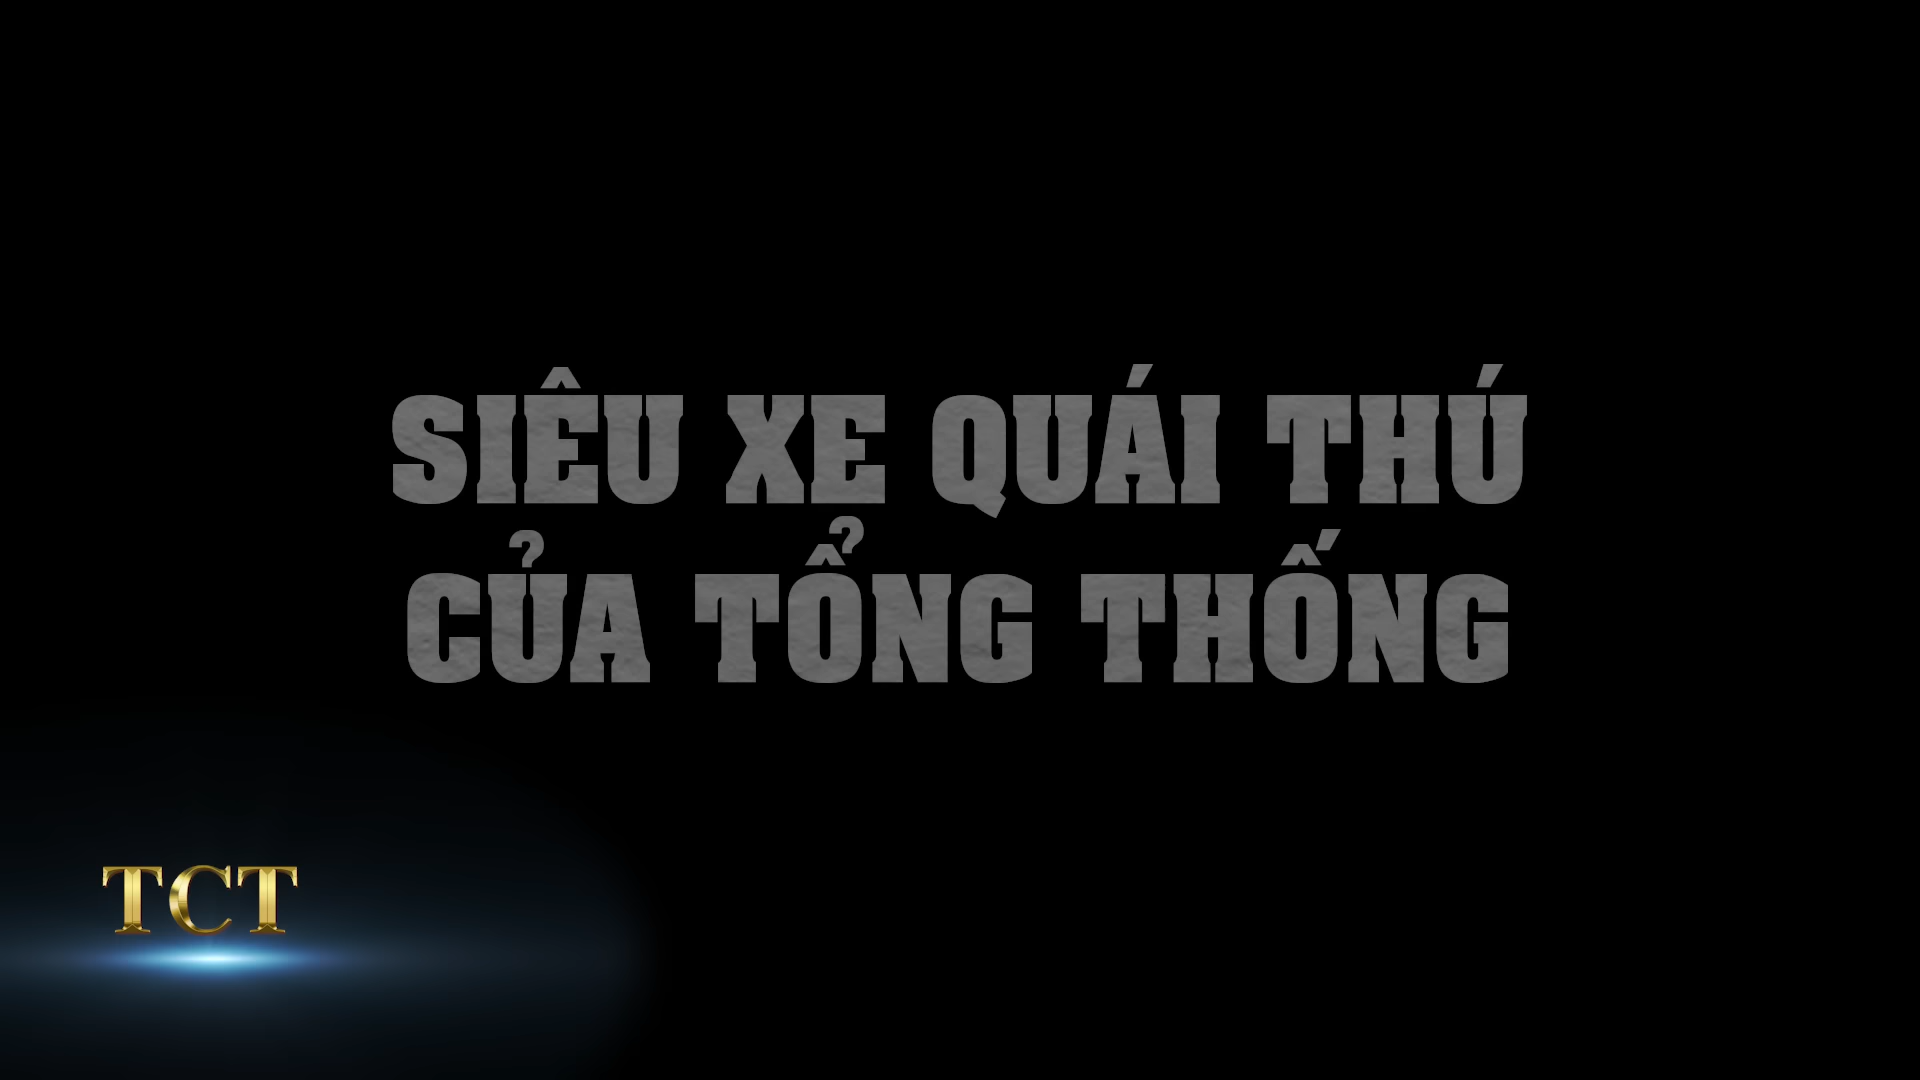 SIÊU XE QUÁI THÚ
CỦA TỔNG THỐNG
TCT